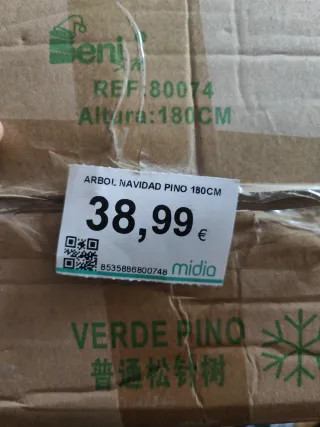 Beni
REF:80074
Altura:180CM
ARBOL NAVIDAD PINO 180CM
38,99 €
8535886800748 midia
VERDE PINO
普通松针树